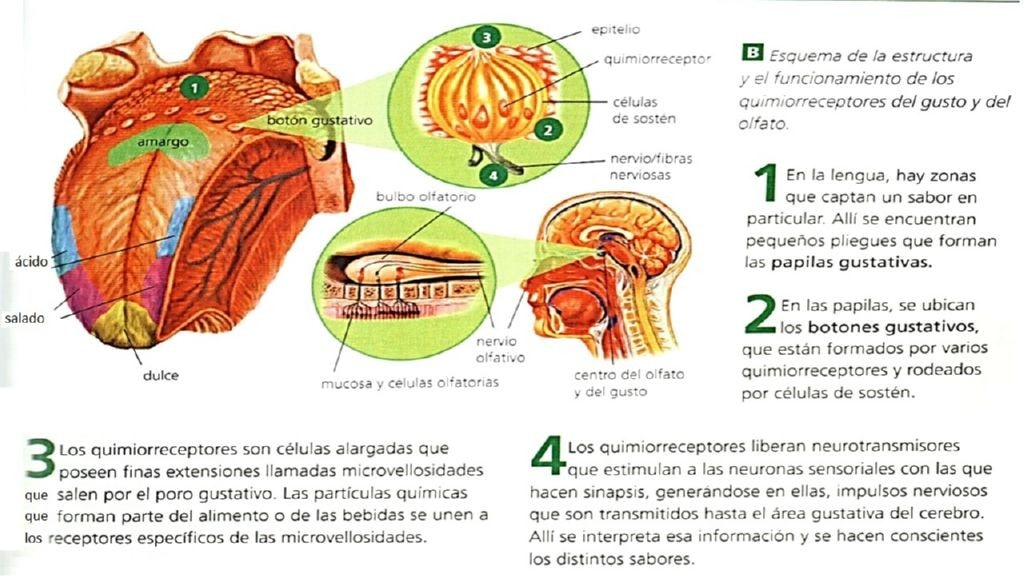 epitelio
quimiorreceptor
células
de sostén
nervio/fibras
nerviosas
3
2
4
1
botón gustativo
amargo
ácido
salado
dulce
bulbo olfatorio
nervio
olfativo
mucosa y celulas olfatorias
centro del olfato
y del gusto
B Esquema de la estructura
y el funcionamiento de los
quimiorreceptores del gusto y del
olfato.
1 En la lengua, hay zonas
que captan un sabor en
particular. Allí se encuentran
pequeños pliegues que forman
las papilas gustativas.
2 En las papilas, se ubican
los botones gustativos,
que están formados por varios
quimiorreceptores y rodeados
por células de sostén.
3 Los quimiorreceptores son células alargadas que
poseen finas extensiones llamadas microvellosidades
que salen por el poro gustativo. Las partículas químicas
que forman parte del alimento o de las bebidas se unen a
los receptores específicos de las microvellosidades.
4 Los quimiorreceptores liberan neurotransmisores
que estimulan a las neuronas sensoriales con las que
hacen sinapsis, generándose en ellas, impulsos nerviosos
que son transmitidos hasta el área gustativa del cerebro.
Allí se interpreta esa información y se hacen conscientes
los distintos sabores.